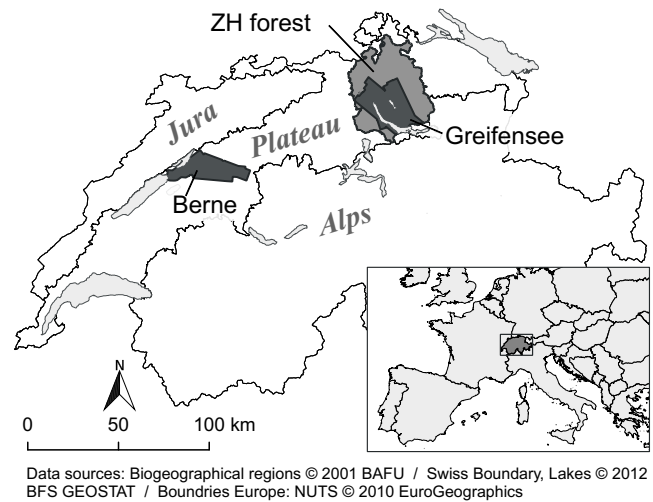 ZH forest
Jura
Plateau
Greifensee
Berne
Alps
N
0 50 100 km
Data sources: Biogeographical regions © 2001 BAFU / Swiss Boundary, Lakes © 2012
BFS GEOSTAT / Boundries Europe: NUTS © 2010 EuroGeographics